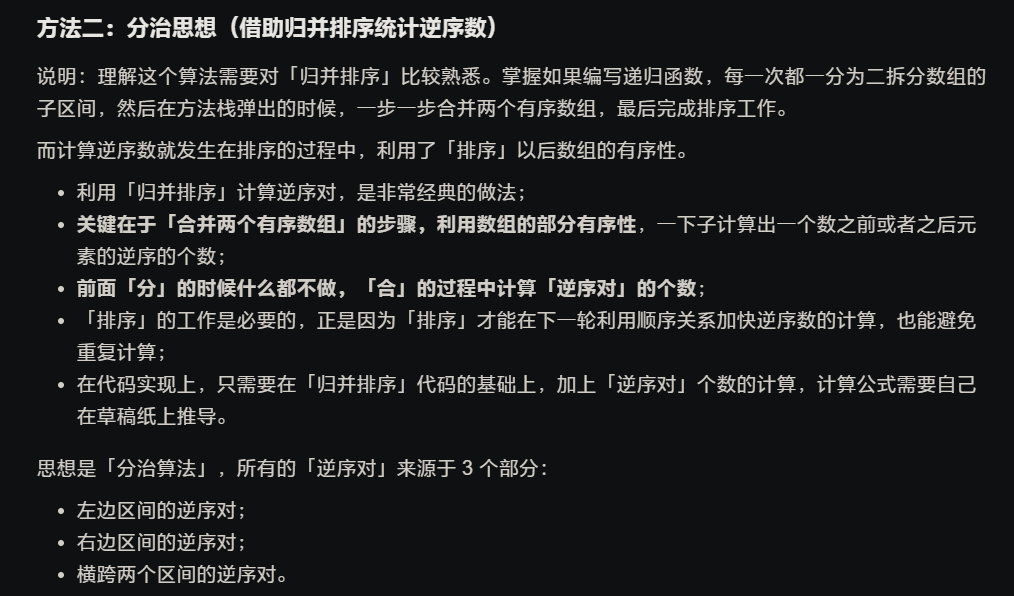 方法二：分治思想（借助归并排序统计逆序数）
说明：理解这个算法需要对「归并排序」比较熟悉。掌握如果编写递归函数，每一次都一分为二拆分数组的
子区间，然后在方法栈弹出的时候，一步一步合并两个有序数组，最后完成排序工作。
而计算逆序数就发生在排序的过程中，利用了「排序」以后数组的有序性。
• 利用「归并排序」计算逆序对，是非常经典的做法；
• 关键在于「合并两个有序数组」的步骤，利用数组的部分有序性，一下子计算出一个数之前或者之后元
素的逆序的个数；
• 前面「分」的时候什么都不做，「合」的过程中计算「逆序对」的个数；
• 「排序」的工作是必要的，正是因为「排序」才能在下一轮利用顺序关系加快逆序数的计算，也能避免
重复计算；
• 在代码实现上，只需要在「归并排序」代码的基础上，加上「逆序对」个数的计算，计算公式需要自己
在草稿纸上推导。
思想是「分治算法」，所有的「逆序对」来源于 3 个部分：
• 左边区间的逆序对；
• 右边区间的逆序对；
• 横跨两个区间的逆序对。